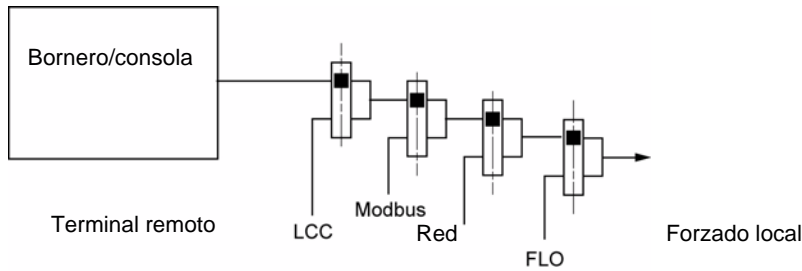 Bornero/consola
Terminal remoto
LCC
Modbus
Red
FLO
Forzado local